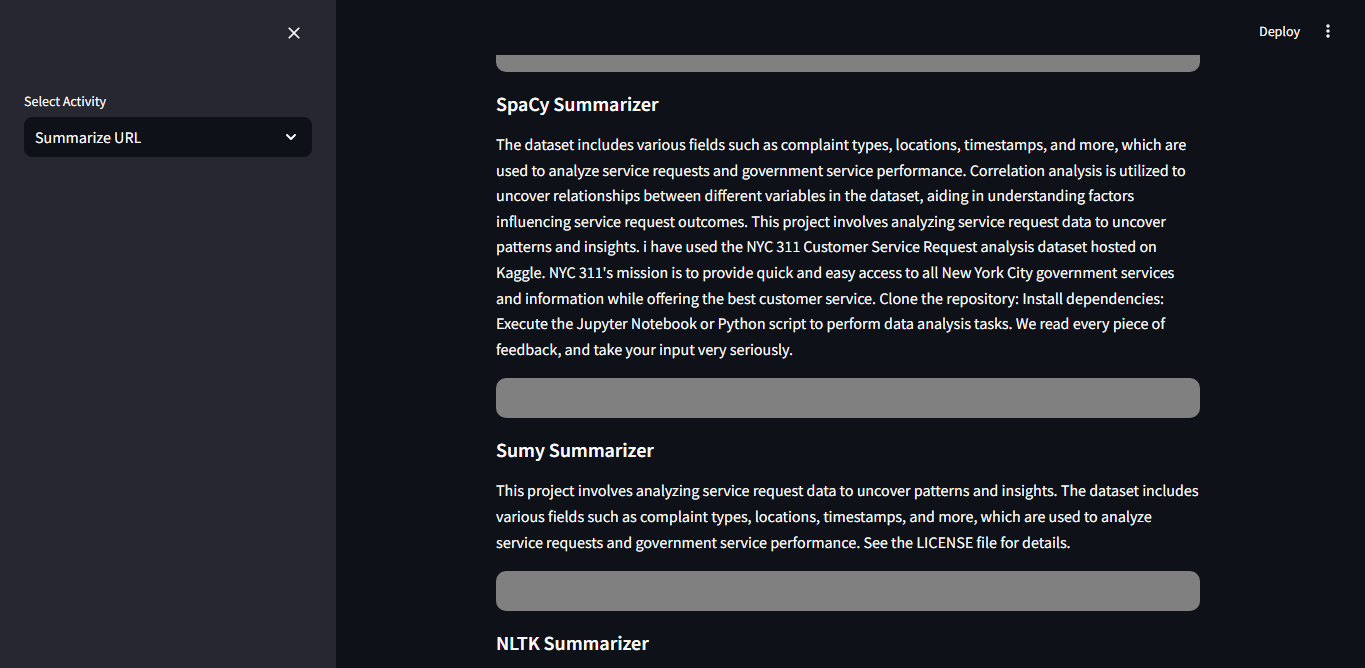 Select Activity
Summarize URL
Deploy
SpaCy Summarizer
The dataset includes various fields such as complaint types, locations, timestamps, and more, which are
used to analyze service requests and government service performance. Correlation analysis is utilized to
uncover relationships between different variables in the dataset, aiding in understanding factors
influencing service request outcomes. This project involves analyzing service request data to uncover
patterns and insights. i have used the NYC 311 Customer Service Request analysis dataset hosted on
Kaggle. NYC 311's mission is to provide quick and easy access to all New York City government services
and information while offering the best customer service. Clone the repository: Install dependencies:
Execute the Jupyter Notebook or Python script to perform data analysis tasks. We read every piece of
feedback, and take your input very seriously.
Sumy Summarizer
This project involves analyzing service request data to uncover patterns and insights. The dataset includes
various fields such as complaint types, locations, timestamps, and more, which are used to analyze
service requests and government service performance. See the LICENSE file for details.
NLTK Summarizer